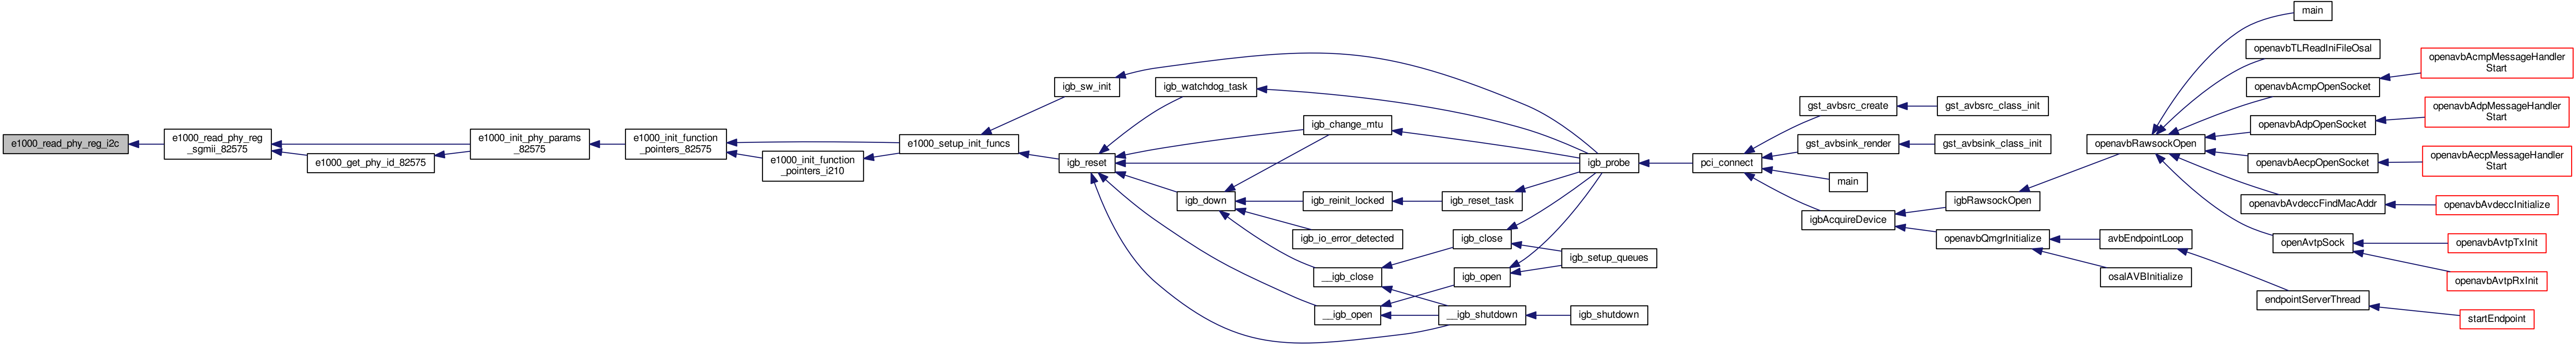 e1000_read_phy_reg_i2c
e1000_read_phy_reg
_sgmii_82575
e1000_get_phy_id_82575
e1000_init_phy_params
_82575
e1000_init_function
_pointers_82575
e1000_init_function
_pointers_i210
e1000_setup_init_funcs
igb_sw_init
igb_reset
igb_watchdog_task
igb_change_mtu
igb_down
igb_reinit_locked
igb_reset_task
igb_io_error_detected
__igb_close
__igb_open
igb_close
igb_open
__igb_shutdown
igb_setup_queues
igb_shutdown
igb_probe
pci_connect
gst_avbsrc_create
gst_avbsrc_class_init
gst_avbsink_render
gst_avbsink_class_init
main
igbAcquireDevice
igbRawsockOpen
openavbQmgrInitialize
avbEndpointLoop
osalAVBInitialize
openavbRawsockOpen
main
openavbTLReadIniFileOsal
openavbAcmpOpenSocket
openavbAcmpMessageHandler
Start
openavbAdpOpenSocket
openavbAdpMessageHandler
Start
openavbAecpOpenSocket
openavbAecpMessageHandler
Start
openavbAvdeccFindMacAddr
openavbAvdeccInitialize
openAvtpSock
openavbAvtpTxInit
openavbAvtpRxInit
endpointServerThread
startEndpoint